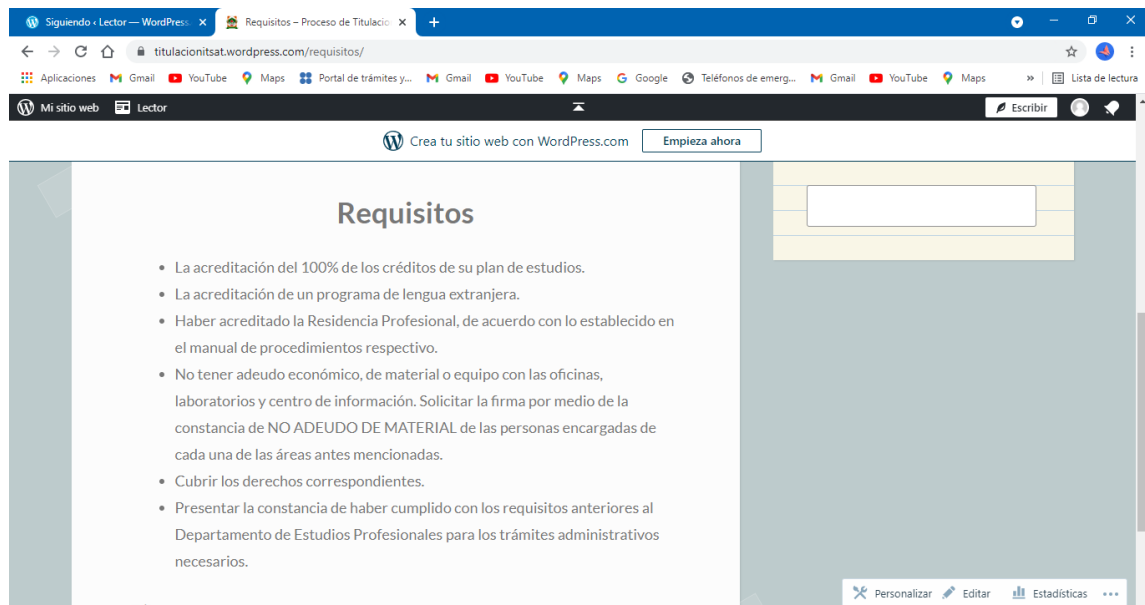 Siguiendo ‹ Lector — WordPress.
Requisitos – Proceso de Titulació
titulacionitsat.wordpress.com/requisitos/
Aplicaciones Gmail YouTube Maps Portal de trámites y... Gmail YouTube Maps Google Teléfonos de emerg... Gmail YouTube Maps » Lista de lectura
Mi sitio web Lector Escribir
Crea tu sitio web con WordPress.com Empieza ahora
Requisitos
• La acreditación del 100% de los créditos de su plan de estudios.
• La acreditación de un programa de lengua extranjera.
• Haber acreditado la Residencia Profesional, de acuerdo con lo establecido en
el manual de procedimientos respectivo.
• No tener adeudo económico, de material o equipo con las oficinas,
laboratorios y centro de información. Solicitar la firma por medio de la
constancia de NO ADEUDO DE MATERIAL de las personas encargadas de
cada una de las áreas antes mencionadas.
• Cubrir los derechos correspondientes.
• Presentar la constancia de haber cumplido con los requisitos anteriores al
Departamento de Estudios Profesionales para los trámites administrativos
necesarios.
Personalizar Editar Estadísticas ...